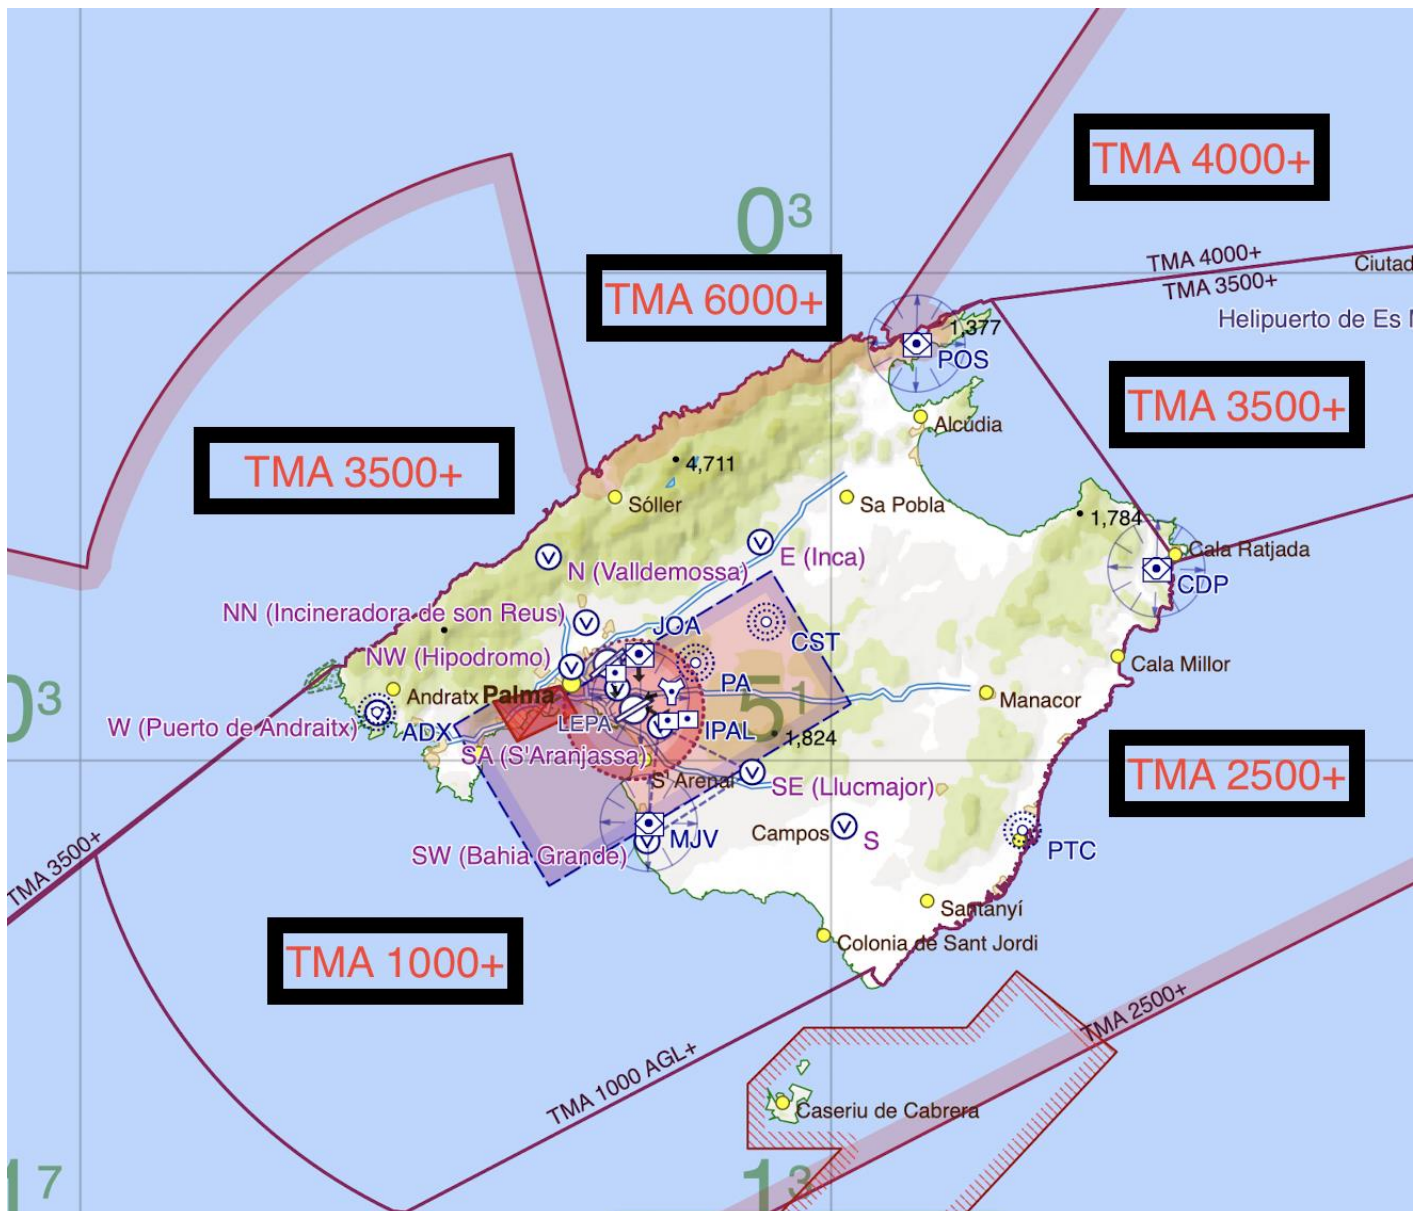 TMA 4000+
0³
TMA 6000+
TMA 4000+
TMA 3500+
Ciutad
Helipuerto de Es
1,377
POS
TMA 3500+
Alcúdia
TMA 3500+
4,711
Sóller
Sa Pobla
1,784
Cala Ratjada
E (Inca)
N (Valldemossa)
CDP
NN (Incineradora de son Reus)
JOA
CST
NW (Hipodromo)
Cala Millor
PA
Andratx
Palma
Manacor
0³
5¹
W (Puerto de Andraitx)
ADX
LEPA
IPAL
1,824
SA (S'Aranjassa)
S'Arenal
SE (Llucmajor)
TMA 2500+
Campos
S
MJV
SW (Bahia Grande)
PTC
TMA 3500+
Santanyí
Colonia de Sant Jordi
TMA 1000+
TMA 2500+
TMA 1000 AGL+
Caseriu de Cabrera
1⁷
1³